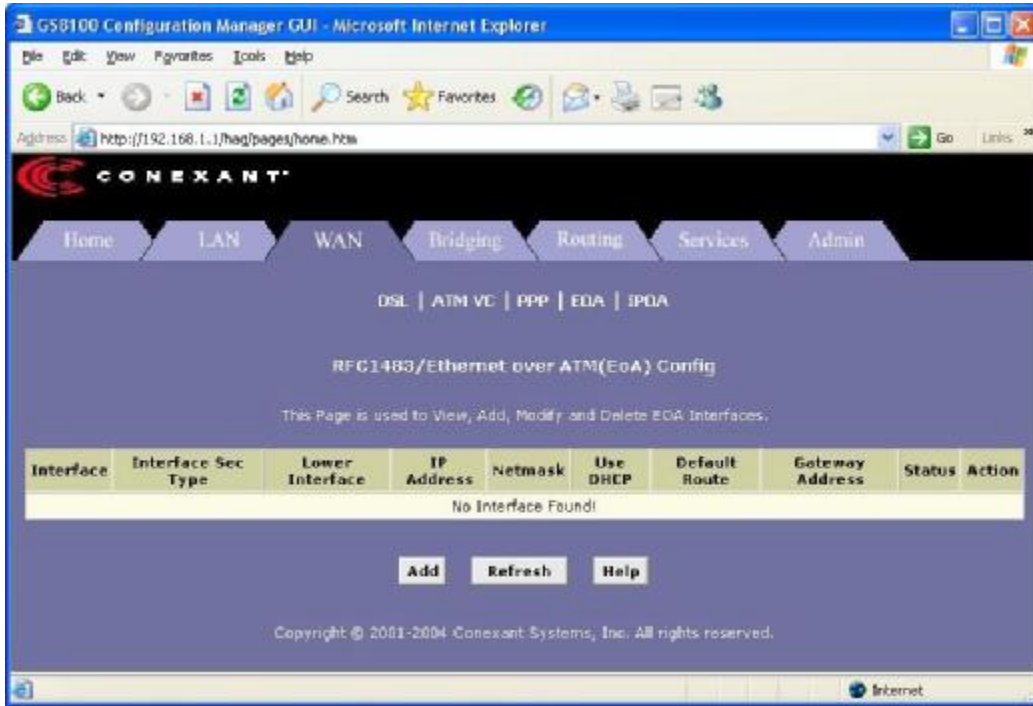 GS8100 Configuration Manager GUI - Microsoft Internet Explorer
File Edit View Favorites Tools Help
Back Search Favorites
Address http://192.168.1.1/hag/pages/home.htm Go Links »
CONEXANT
Home LAN WAN Bridging Routing Services Admin
DSL | ATM VC | PPP | EOA | IPOA
RFC1483/Ethernet over ATM(EoA) Config
This Page is used to View, Add, Modify and Delete EOA Interfaces.
Interface Interface Sec Type Lower Interface IP Address Netmask Use DHCP Default Route Gateway Address Status Action
No Interface Found!
Add Refresh Help
Copyright © 2001-2004 Conexant Systems, Inc. All rights reserved.
Internet